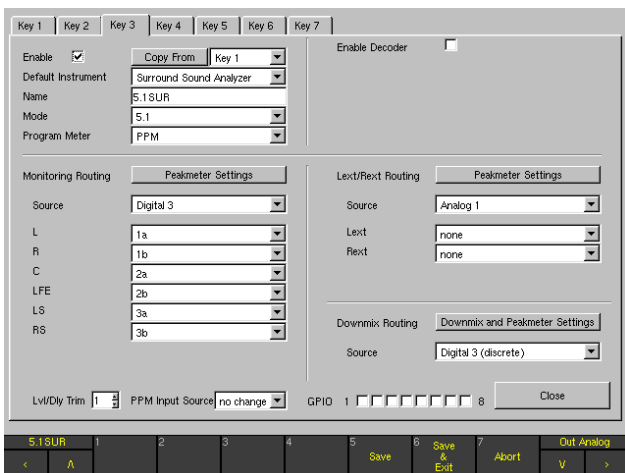 Key 1 Key 2 Key 3 Key 4 Key 5 Key 6 Key 7
Enable Copy From Key 1 Enable Decoder
Default Instrument Surround Sound Analyzer
Name 5.1SUR
Mode 5.1
Program Meter PPM
Monitoring Routing Peakmeter Settings Lext/Rext Routing Peakmeter Settings
Source Digital 3 Source Analog 1
L 1a Lext none
R 1b Rext none
C 2a
LFE 2b
LS 3a
RS 3b
Downmix Routing Downmix and Peakmeter Settings
Source Digital 3 (discrete)
Lvl/Dly Trim 1 PPM Input Source no change GPIO 1 8 Close
5.1SUR 1 2 3 4 5 Save 6 Save & Exit 7 Abort Out Analog
< Λ V >